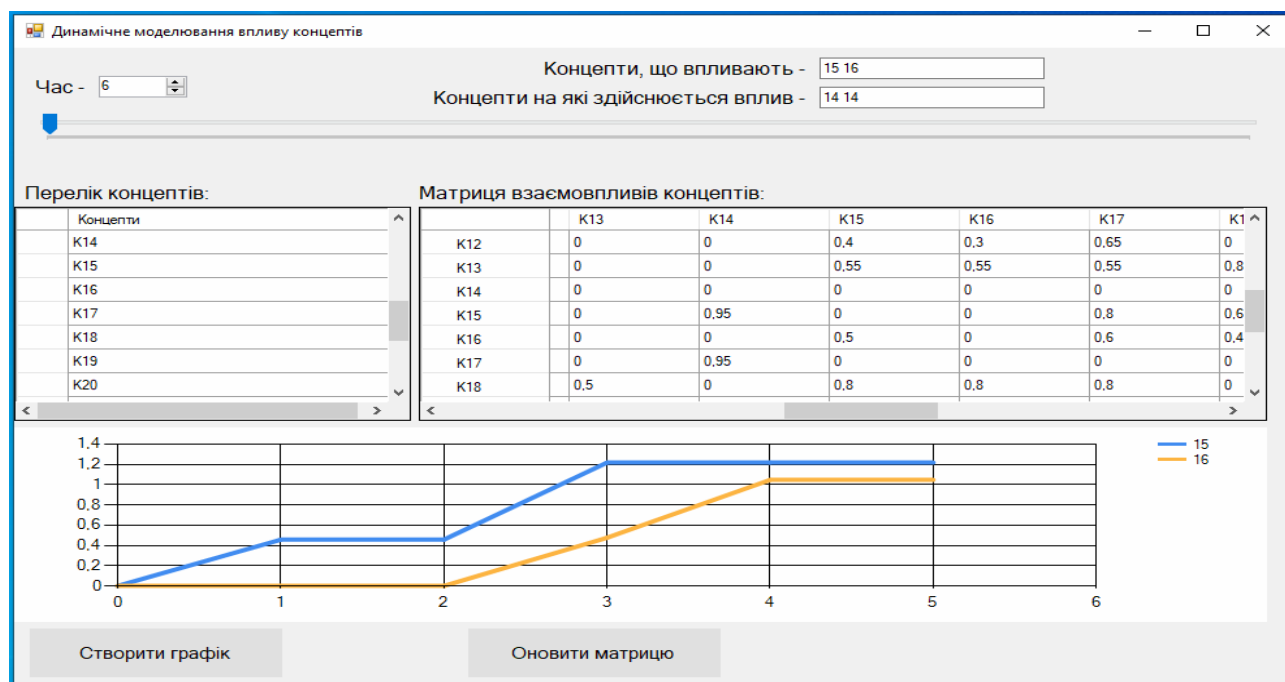 Динамічне моделювання впливу концептів
Час - 6
Концепти, що впливають - 15 16
Концепти на які здійснюється вплив - 14 14
Перелік концептів:
Матриця взаємовпливів концептів:
Концепти
K14
K15
K16
K17
K18
K19
K20
K13 K14 K15 K16 K17
K12 0 0 0,4 0,3 0,65 0
K13 0 0 0,55 0,55 0,55 0,8
K14 0 0 0 0 0 0
K15 0 0,95 0 0 0,8 0,6
K16 0 0 0,5 0 0,6 0,4
K17 0 0,95 0 0 0 0
K18 0,5 0 0,8 0,8 0,8 0
1,4
1,2
1
0,8
0,6
0,4
0,2
0
0 1 2 3 4 5 6
15
16
Створити графік
Оновити матрицю